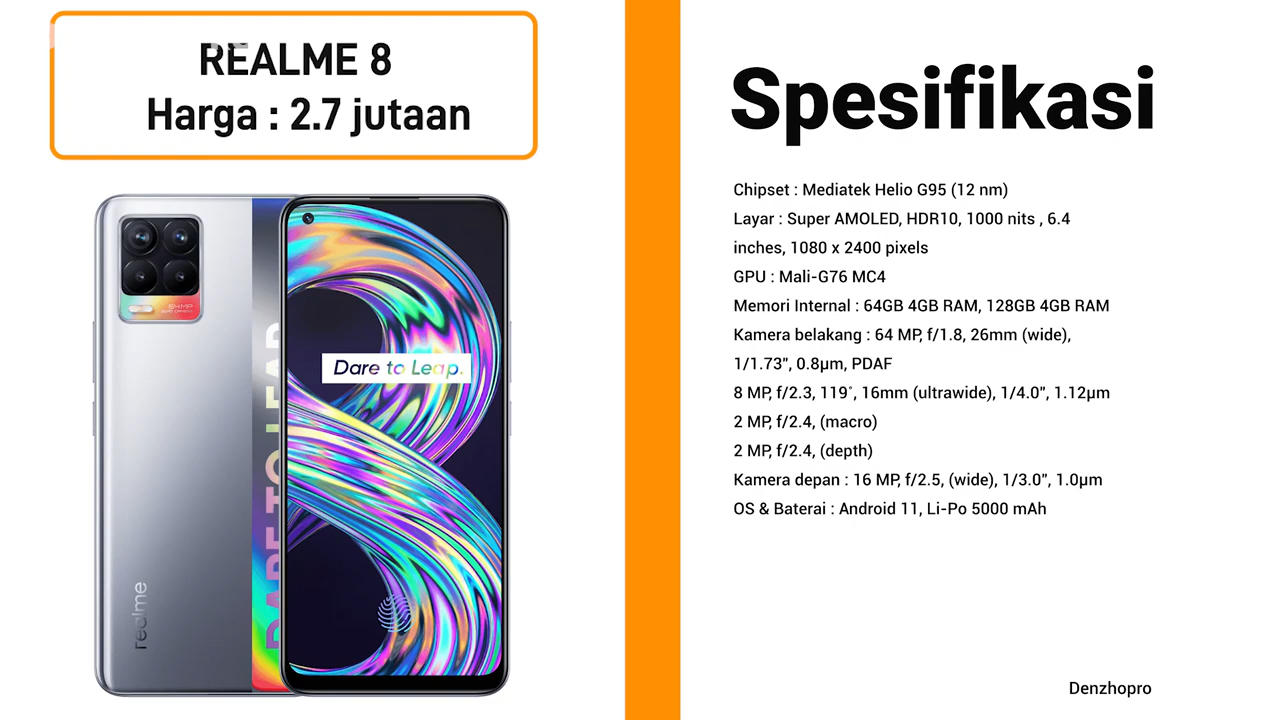 REALME 8
Harga : 2.7 jutaan
64MP
realme
DARE TO LEAP
Dare to Leap.
Spesifikasi
Chipset : Mediatek Helio G95 (12 nm)
Layar : Super AMOLED, HDR10, 1000 nits , 6.4
inches, 1080 x 2400 pixels
GPU : Mali-G76 MC4
Memori Internal : 64GB 4GB RAM, 128GB 4GB RAM
Kamera belakang : 64 MP, f/1.8, 26mm (wide),
1/1.73", 0.8µm, PDAF
8 MP, f/2.3, 119˚, 16mm (ultrawide), 1/4.0", 1.12µm
2 MP, f/2.4, (macro)
2 MP, f/2.4, (depth)
Kamera depan : 16 MP, f/2.5, (wide), 1/3.0", 1.0µm
OS & Baterai : Android 11, Li-Po 5000 mAh
Denzhopro